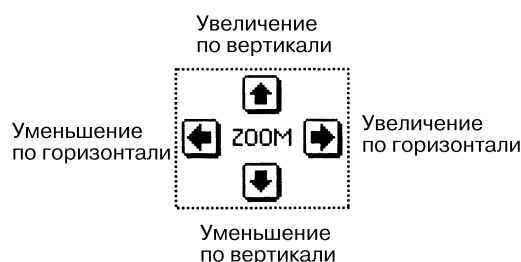 Увеличение
по вертикали
Уменьшение
по горизонтали
ZOOM
Увеличение
по горизонтали
Уменьшение
по вертикали